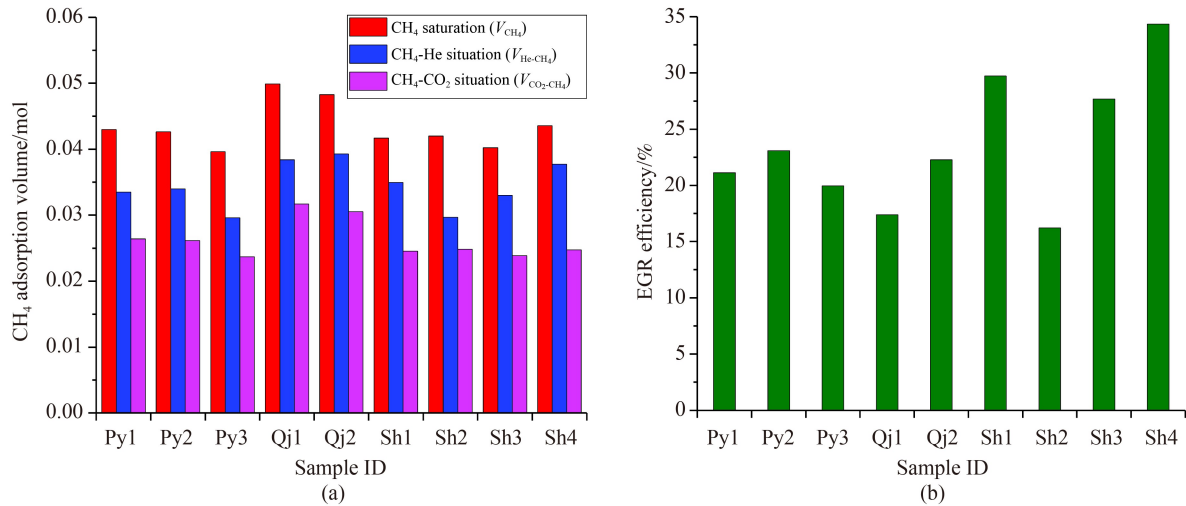 0.06
0.05
0.04
0.03
0.02
0.01
0.00
CH₄ adsorption volume/mol
CH₄ saturation (V_CH₄)
CH₄-He situation (V_He-CH₄)
CH₄-CO₂ situation (V_CO₂-CH₄)
Py1 Py2 Py3 Qj1 Qj2 Sh1 Sh2 Sh3 Sh4
Sample ID
(a)
35
30
25
20
15
10
5
0
EGR efficiency/%
Py1 Py2 Py3 Qj1 Qj2 Sh1 Sh2 Sh3 Sh4
Sample ID
(b)